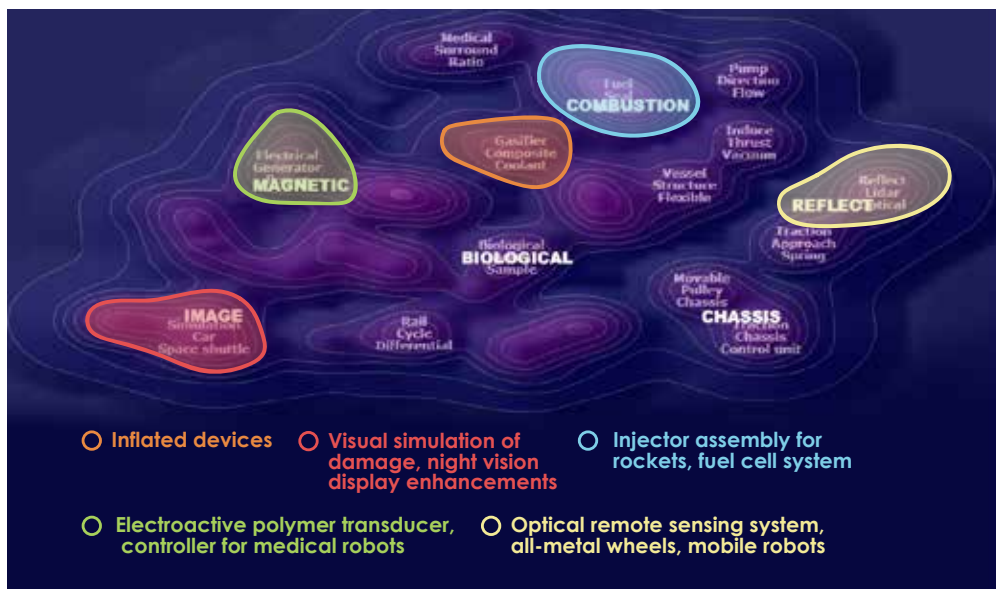 Medical
Surround
Ratio
Fuel
COMBUSTION
Pump
Direction
Flow
Gasifier
Composite
Coolant
Induce
Thrust
Vacuum
Electrical
Generator
MAGNETIC
Vessel
Structure
Flexible
Reflect
Lidar
REFLECT
Traction
Approach
Spring
Biological
BIOLOGICAL
Sample
Movable
Pulley
Chassis
CHASSIS
Traction
Chassis
Control unit
IMAGE
Simulation
Car
Space shuttle
Rail
Cycle
Differential
Inflated devices
Visual simulation of
damage, night vision
display enhancements
Injector assembly for
rockets, fuel cell system
Electroactive polymer transducer,
controller for medical robots
Optical remote sensing system,
all-metal wheels, mobile robots